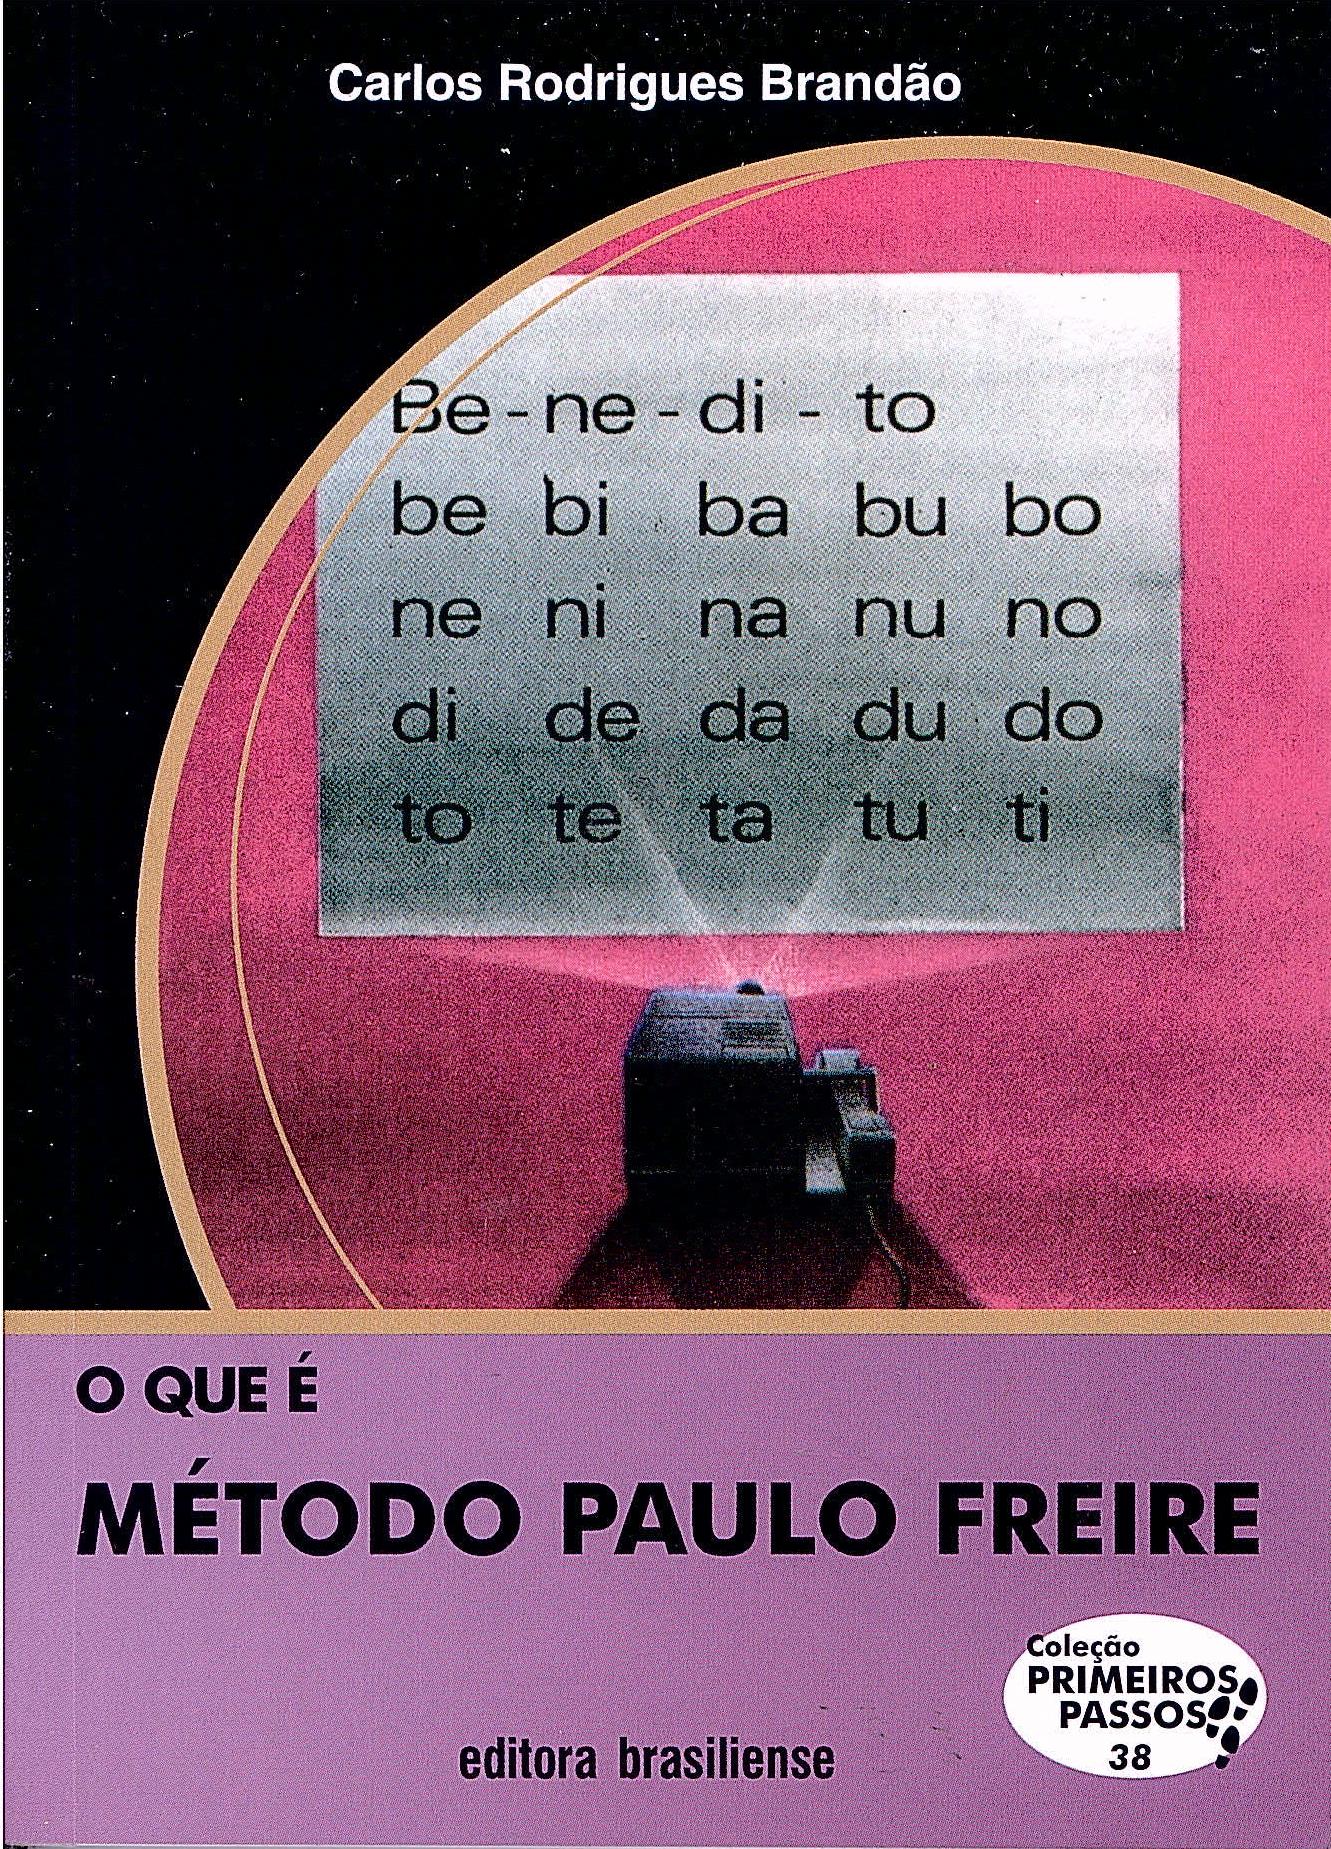 Carlos Rodrigues Brandão
Be - ne - di - to
be bi ba bu bo
ne ni na nu no
di de da du do
to te ta tu ti
O QUE É
MÉTODO PAULO FREIRE
Coleção
PRIMEIROS
PASSOS
38
editora brasiliense